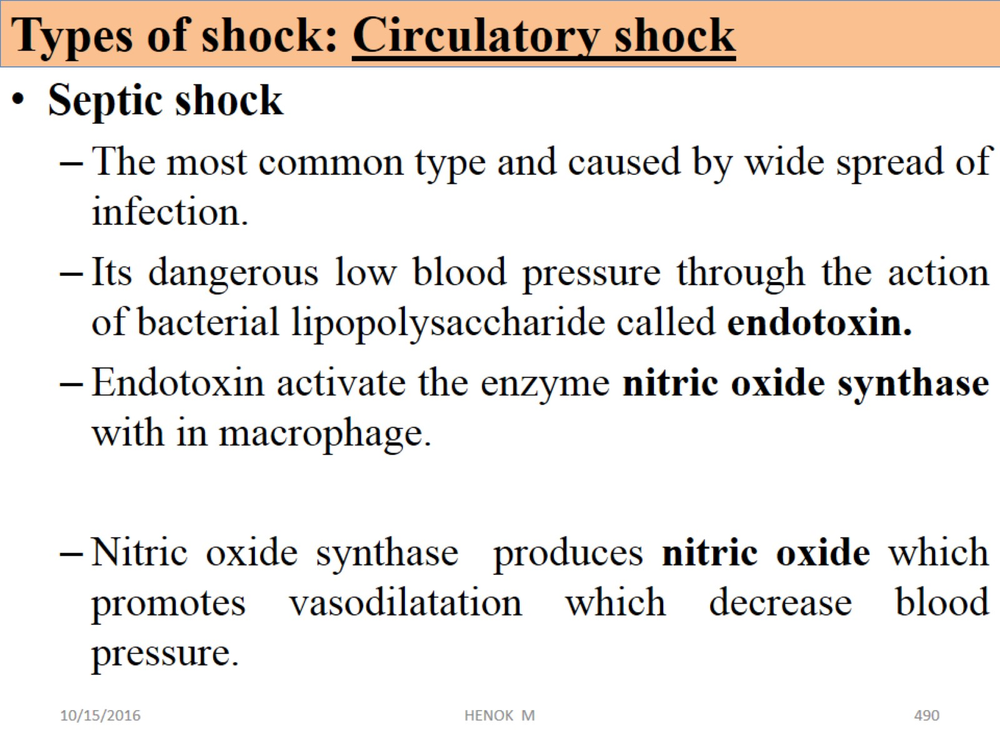 Types of shock: Circulatory shock
• Septic shock
– The most common type and caused by wide spread of
infection.
– Its dangerous low blood pressure through the action
of bacterial lipopolysaccharide called endotoxin.
– Endotoxin activate the enzyme nitric oxide synthase
with in macrophage.
– Nitric oxide synthase produces nitric oxide which
promotes vasodilatation which decrease blood
pressure.
10/15/2016 HENOK M 490